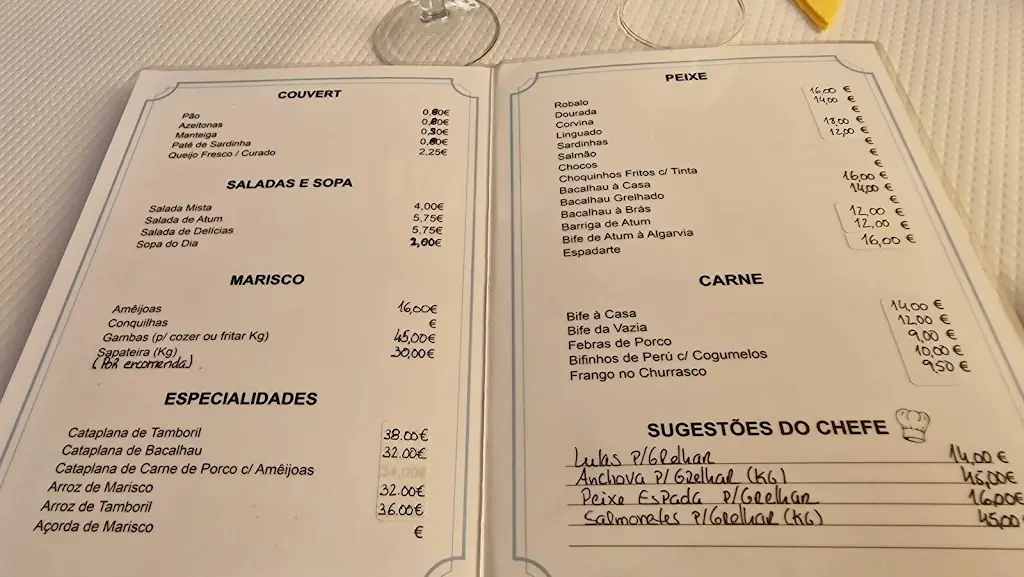 COUVERT
Pão 0,80€
Azeitonas 0,80€
Manteiga 0,50€
Patê de Sardinha 0,80€
Queijo Fresco / Curado 2,25€
SALADAS E SOPA
Salada Mista 4,00€
Salada de Atum 5,75€
Salada de Delícias 5,75€
Sopa do Dia 2,60€
MARISCO
Amêijoas 16,00€
Conquilhas €
Gambas (p/ cozer ou fritar Kg) 45,00€
Sapateira (Kg) 30,00€
(POR encomenda).
ESPECIALIDADES
Cataplana de Tamboril 38.00€
Cataplana de Bacalhau 32.00€
Cataplana de Carne de Porco c/ Amêijoas 34,00€
Arroz de Marisco 32.00€
Arroz de Tamboril 36.00€
Açorda de Marisco €
PEIXE
Robalo 16,00 €
Dourada 14,00 €
Corvina €
Linguado 18,00 €
Sardinhas 12,00 €
Salmão €
Chocos €
Choquinhos Fritos c/ Tinta €
Bacalhau à Casa 16,00 €
Bacalhau Grelhado 14,00 €
Bacalhau à Brás €
Barriga de Atum 12,00 €
Bife de Atum à Algarvia 12,00 €
Espadarte 16,00 €
CARNE
Bife à Casa 14,00 €
Bife da Vazia 12,00 €
Febras de Porco 9,00 €
Bifinhos de Perú c/ Cogumelos 10,00 €
Frango no Churrasco 9,50 €
SUGESTÕES DO CHEFE
Lulas P/Grelhar 14,00 €
Anchova P/ Grelhar (KG) 45,00€
Peixe Espada P/Grelhar 16,00€
Salmonetes P/Grelhar (KG) 45,00